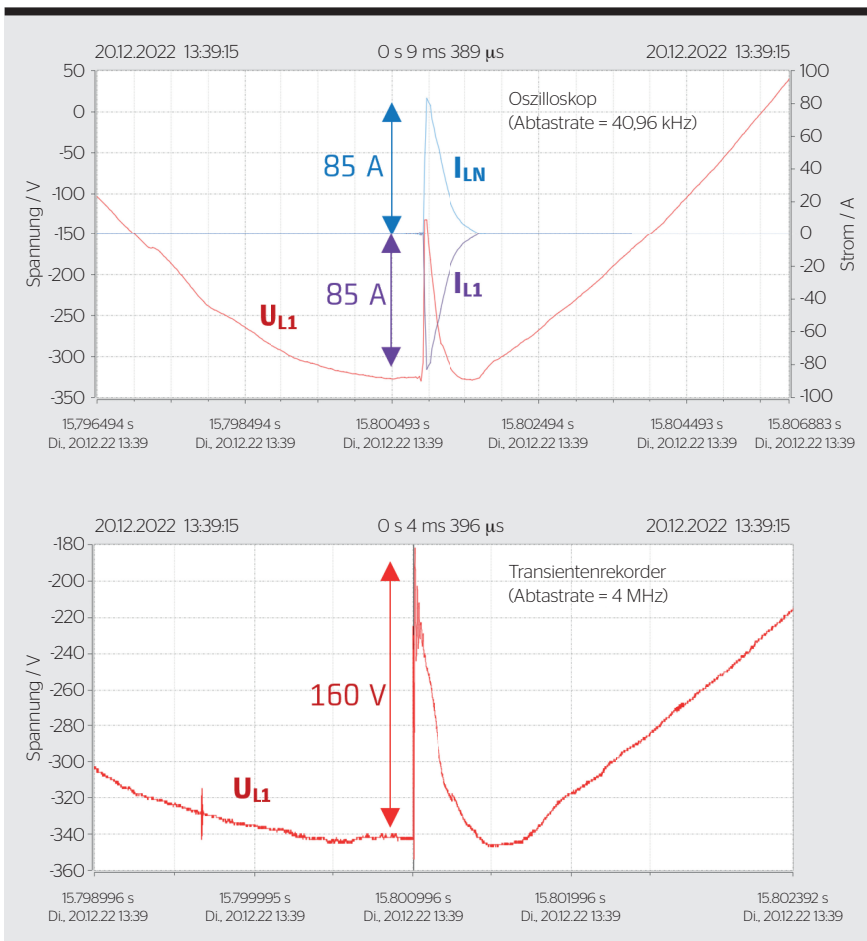 20.12.2022 13:39:15 0 s 9 ms 389 µs 20.12.2022 13:39:15
Spannung / V
50
0
-50
-100
-150
-200
-250
-300
-350
Oszilloskop
(Abtastrate = 40,96 kHz)
85 A
I_LN
85 A
I_L1
U_L1
100
80
60
40
20
0
-20
-40
-60
-80
-100
Strom / A
15,796494 s 15.798494 s 15.800493 s 15.802494 s 15.804493 s 15.806883 s
Di., 20.12.22 13:39 Di., 20.12.22 13:39 Di., 20.12.22 13:39 Di., 20.12.22 13:39 Di., 20.12.22 13:39 Di., 20.12.22 13:39
20.12.2022 13:39:15 0 s 4 ms 396 µs 20.12.2022 13:39:15
Spannung / V
-180
-200
-220
-240
-260
-280
-300
-320
-340
-360
Transientenrekorder
(Abtastrate = 4 MHz)
160 V
U_L1
15.798996 s 15.799995 s 15.800996 s 15.801996 s 15.802392 s
Di., 20.12.22 13:39 Di., 20.12.22 13:39 Di., 20.12.22 13:39 Di., 20.12.22 13:39 Di., 20.12.22 13:39